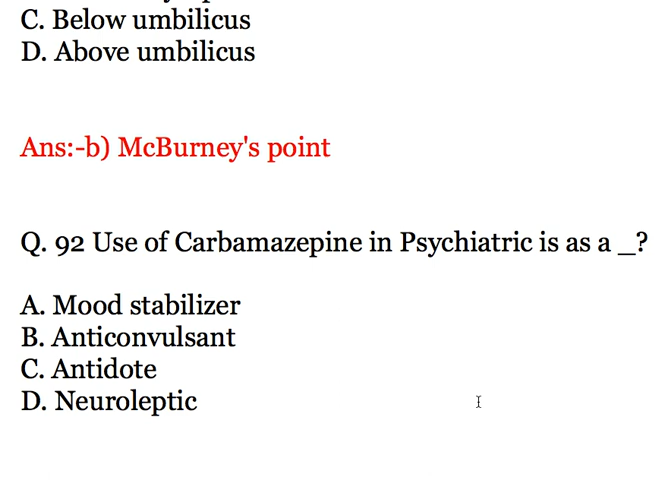 C. Below umbilicus
D. Above umbilicus
Ans:-b) McBurney's point
Q. 92 Use of Carbamazepine in Psychiatric is as a _?
A. Mood stabilizer
B. Anticonvulsant
C. Antidote
D. Neuroleptic